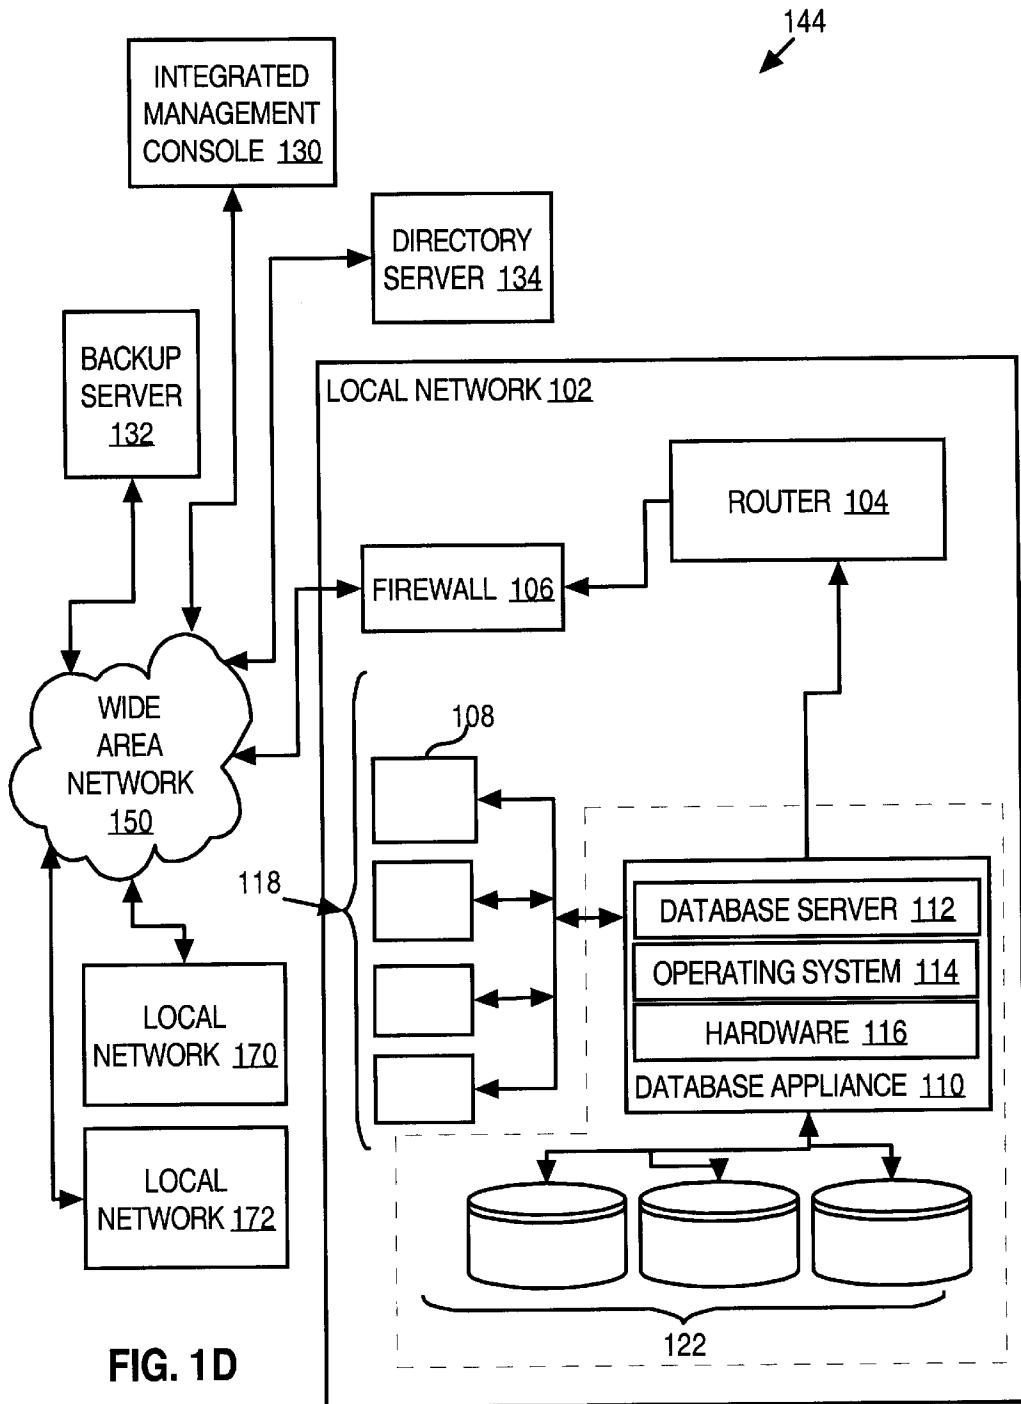 144
INTEGRATED
MANAGEMENT
CONSOLE 130
DIRECTORY
SERVER 134
BACKUP
SERVER
132
LOCAL NETWORK 102
ROUTER 104
FIREWALL 106
WIDE
AREA
NETWORK
150
108
118
DATABASE SERVER 112
OPERATING SYSTEM 114
HARDWARE 116
DATABASE APPLIANCE 110
LOCAL
NETWORK 170
LOCAL
NETWORK 172
122
FIG. 1D